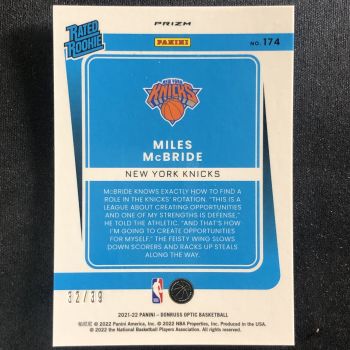 RATED
ROOKIE
PRIZM
PANINI
NO. 174
NEW YORK
KNICKS
MILES
McBRIDE
NEW YORK KNICKS
McBRIDE KNOWS EXACTLY HOW TO FIND A
ROLE IN THE KNICKS' ROTATION. "THIS IS A
LEAGUE ABOUT CREATING OPPORTUNITIES
AND ONE OF MY STRENGTHS IS DEFENSE,"
HE TOLD THE ATHLETIC. "AND THAT'S HOW
I'M GOING TO CREATE OPPORTUNITIES
FOR MYSELF." THE FEISTY WING SLOWS
DOWN SCORERS AND RACKS UP STEALS
ALONG THE WAY.
32/39
NBA
2021-22 PANINI – DONRUSS OPTIC BASKETBALL
© 2022 Panini America, Inc. © 2022 NBA Properties, Inc. Produced in the USA.
© 2022 the National Basketball Players Association. All rights reserved.